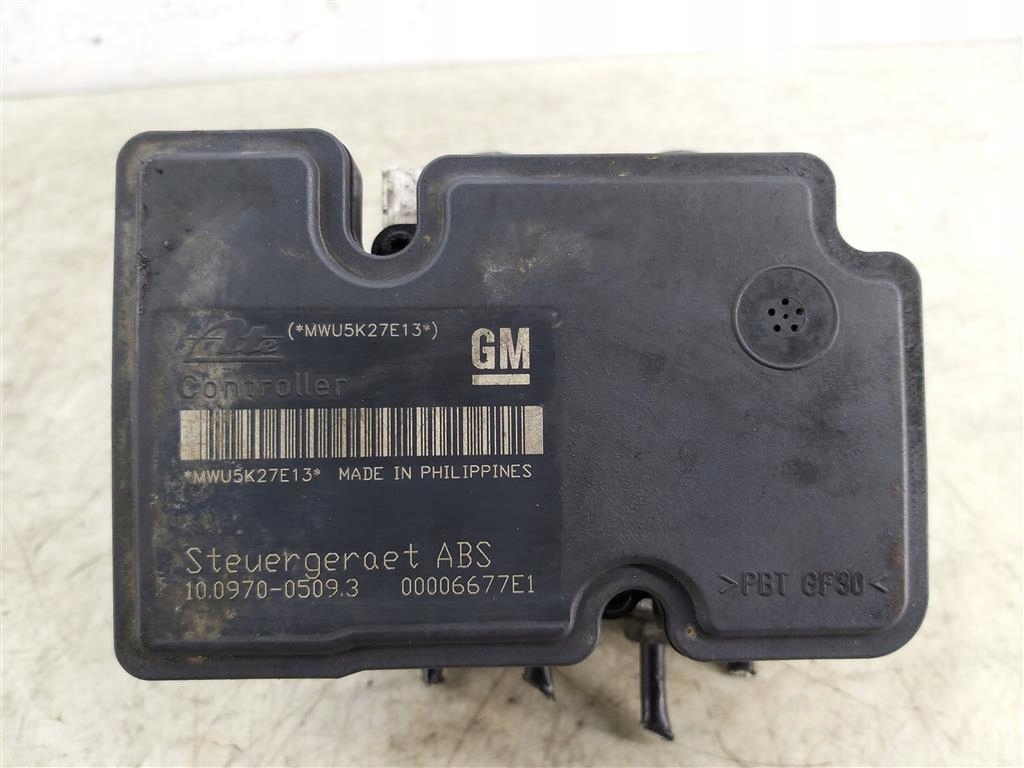 Ate (*MWU5K27E13*)
GM
Controller
*MWU5K27E13* MADE IN PHILIPPINES
Steuergeraet ABS
10.0970-0509.3 00006677E1
>PBT GF30<